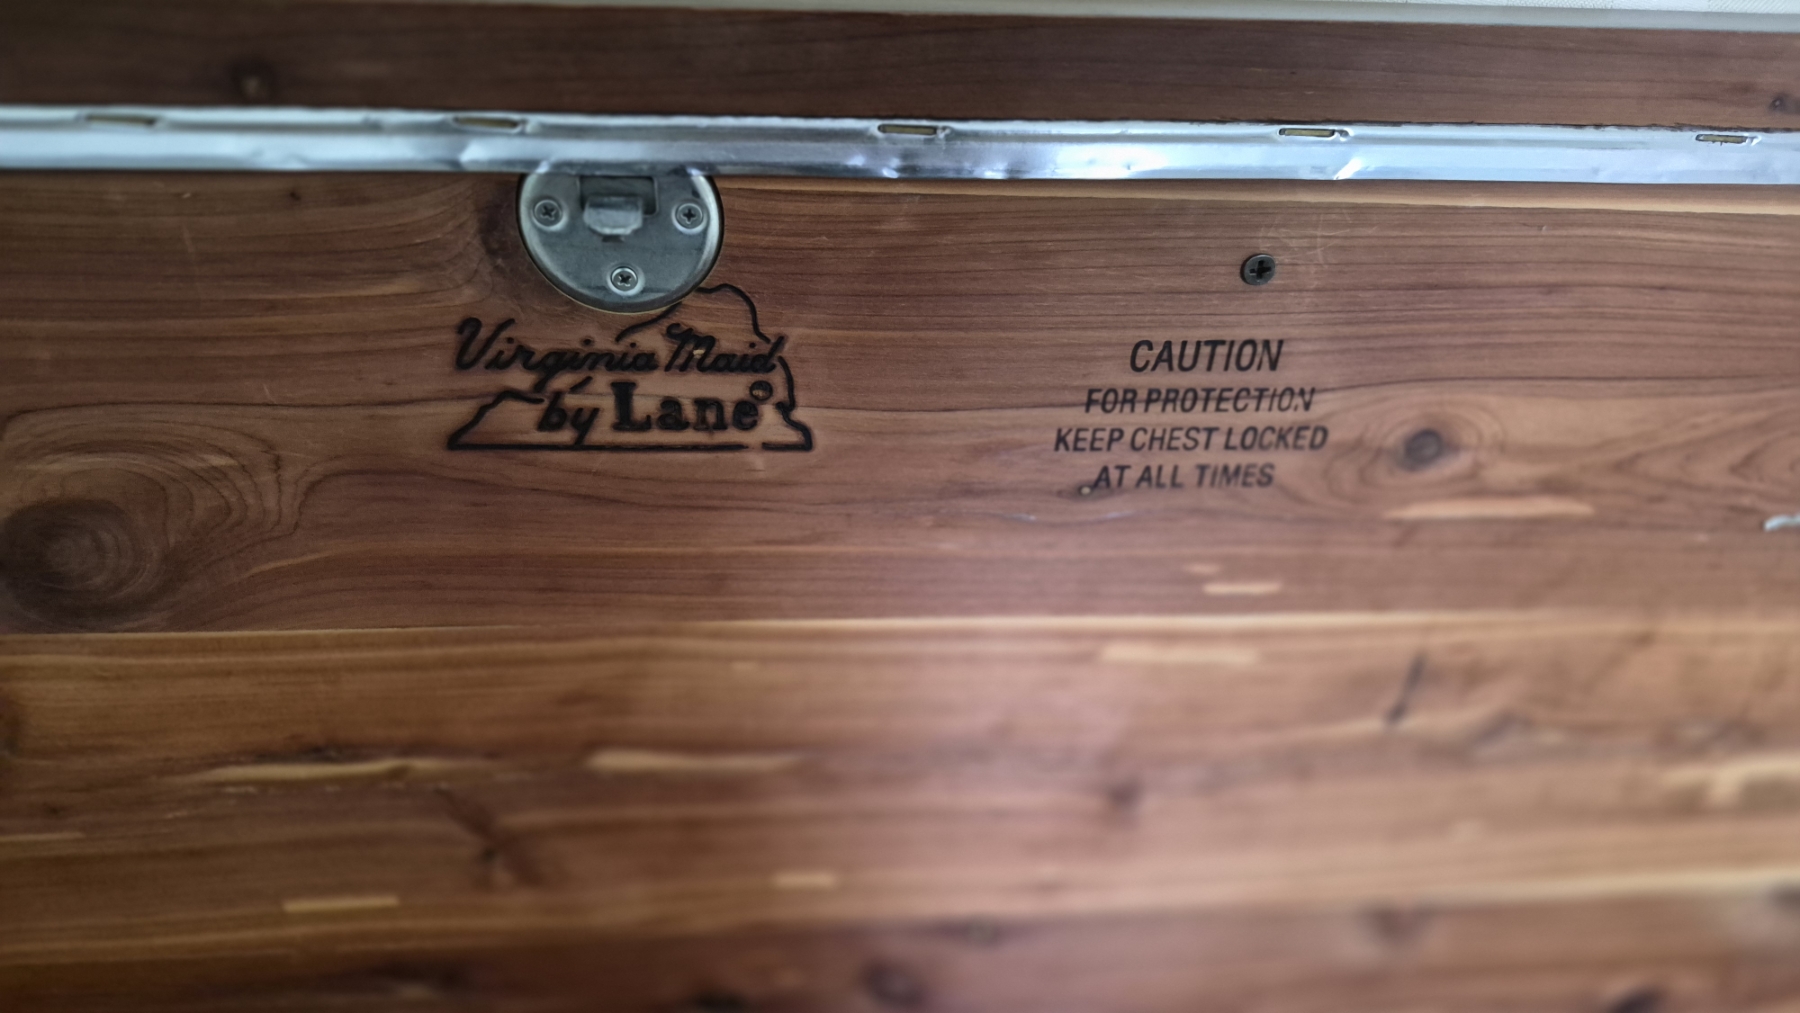 Virginia Maid
by Lane®
CAUTION
FOR PROTECTION
KEEP CHEST LOCKED
AT ALL TIMES